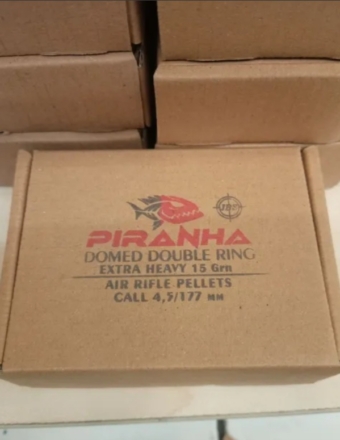 PIRANHA
DOMED DOUBLE RING
EXTRA HEAVY 15 Grn
AIR RIFLE PELLETS
CALL 4,5/177 MM